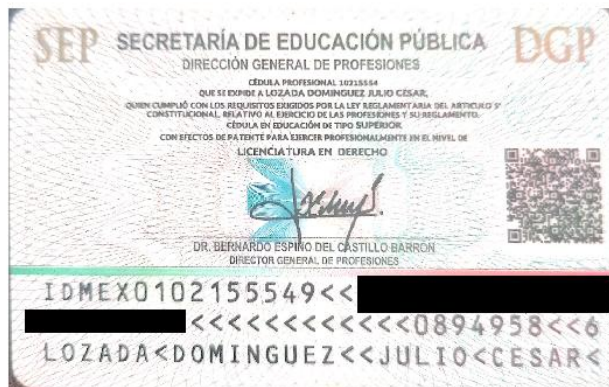 SEP SECRETARÍA DE EDUCACIÓN PÚBLICA DGP
DIRECCIÓN GENERAL DE PROFESIONES
CÉDULA PROFESIONAL 10215554
QUE SE EXPIDE A LOZADA DOMINGUEZ JULIO CESAR,
QUIEN CUMPLIÓ CON LOS REQUISITOS EXIGIDOS POR LA LEY REGLAMENTARIA DEL ARTÍCULO 5°
CONSTITUCIONAL, RELATIVO AL EJERCICIO DE LAS PROFESIONES Y SU REGLAMENTO.
CÉDULA EN EDUCACIÓN DE TIPO SUPERIOR
CON EFECTOS DE PATENTE PARA EJERCER PROFESIONALMENTE EN EL NIVEL DE
LICENCIATURA EN DERECHO
DR. BERNARDO ESPINO DEL CASTILLO BARRÓN
DIRECTOR GENERAL DE PROFESIONES
IDMEX0102155549<<
<<<<<<<<<<<<0894958<<6
LOZADA<DOMINGUEZ<<JULIO<CESAR<